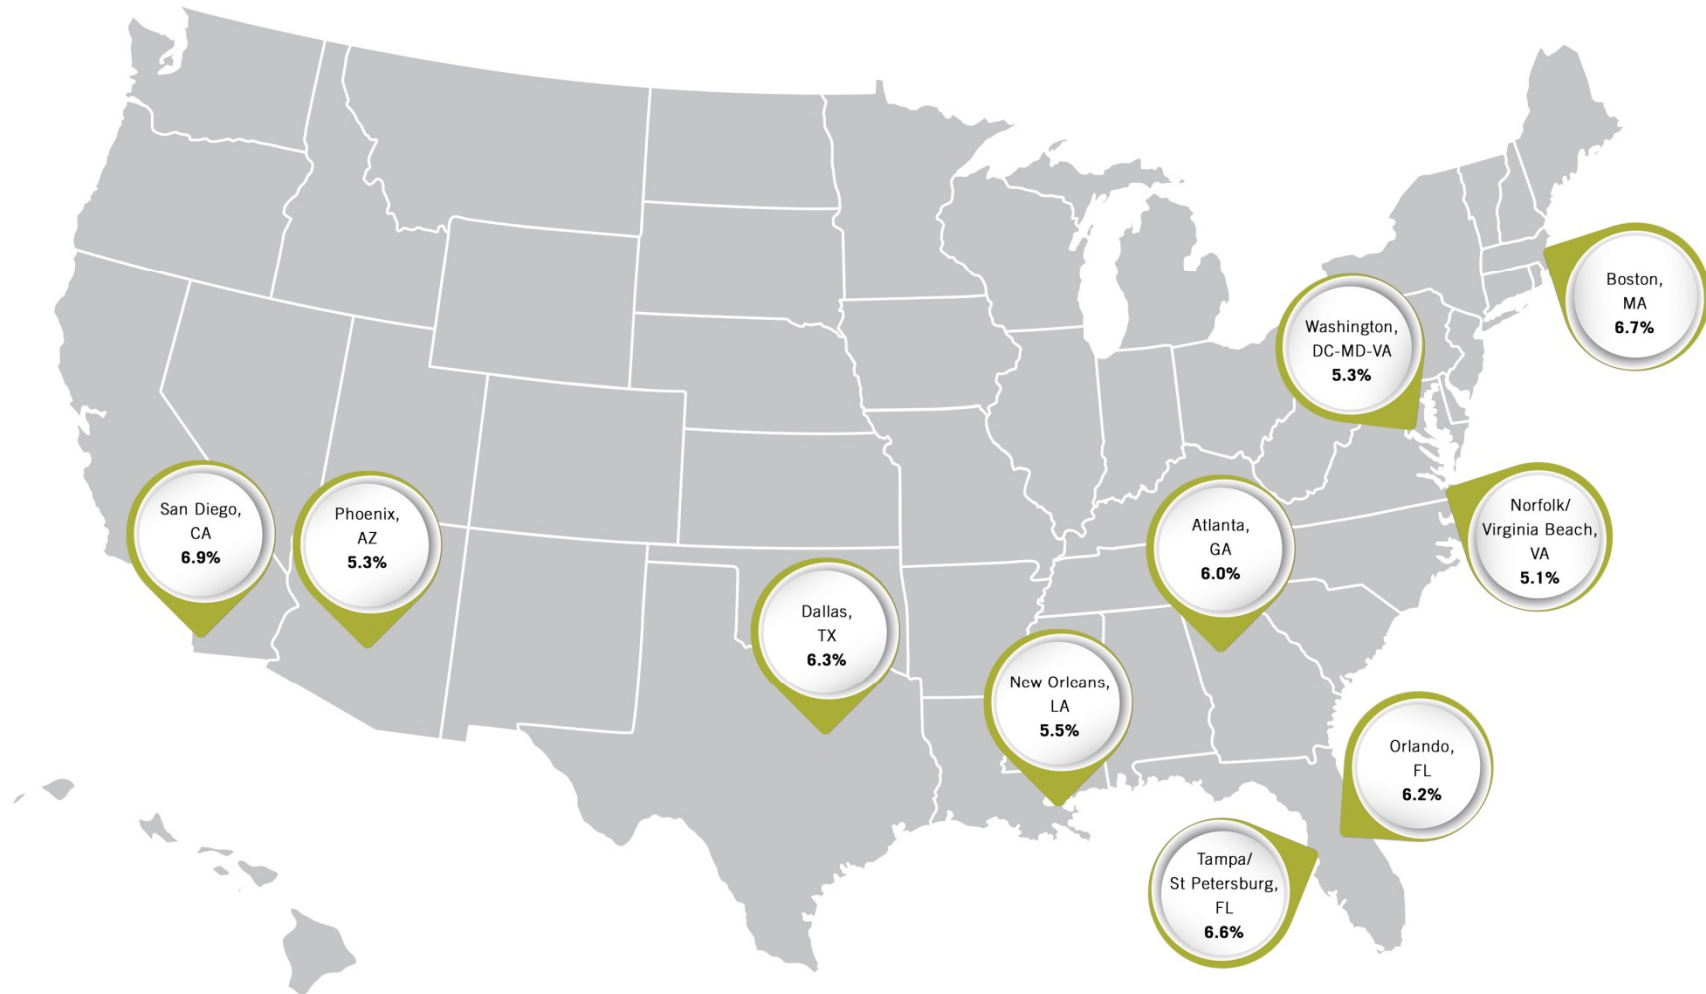 Boston,
MA
6.7%
Washington,
DC-MD-VA
5.3%
San Diego,
CA
6.9%
Phoenix,
AZ
5.3%
Atlanta,
GA
6.0%
Norfolk/
Virginia Beach,
VA
5.1%
Dallas,
TX
6.3%
New Orleans,
LA
5.5%
Orlando,
FL
6.2%
Tampa/
St Petersburg,
FL
6.6%